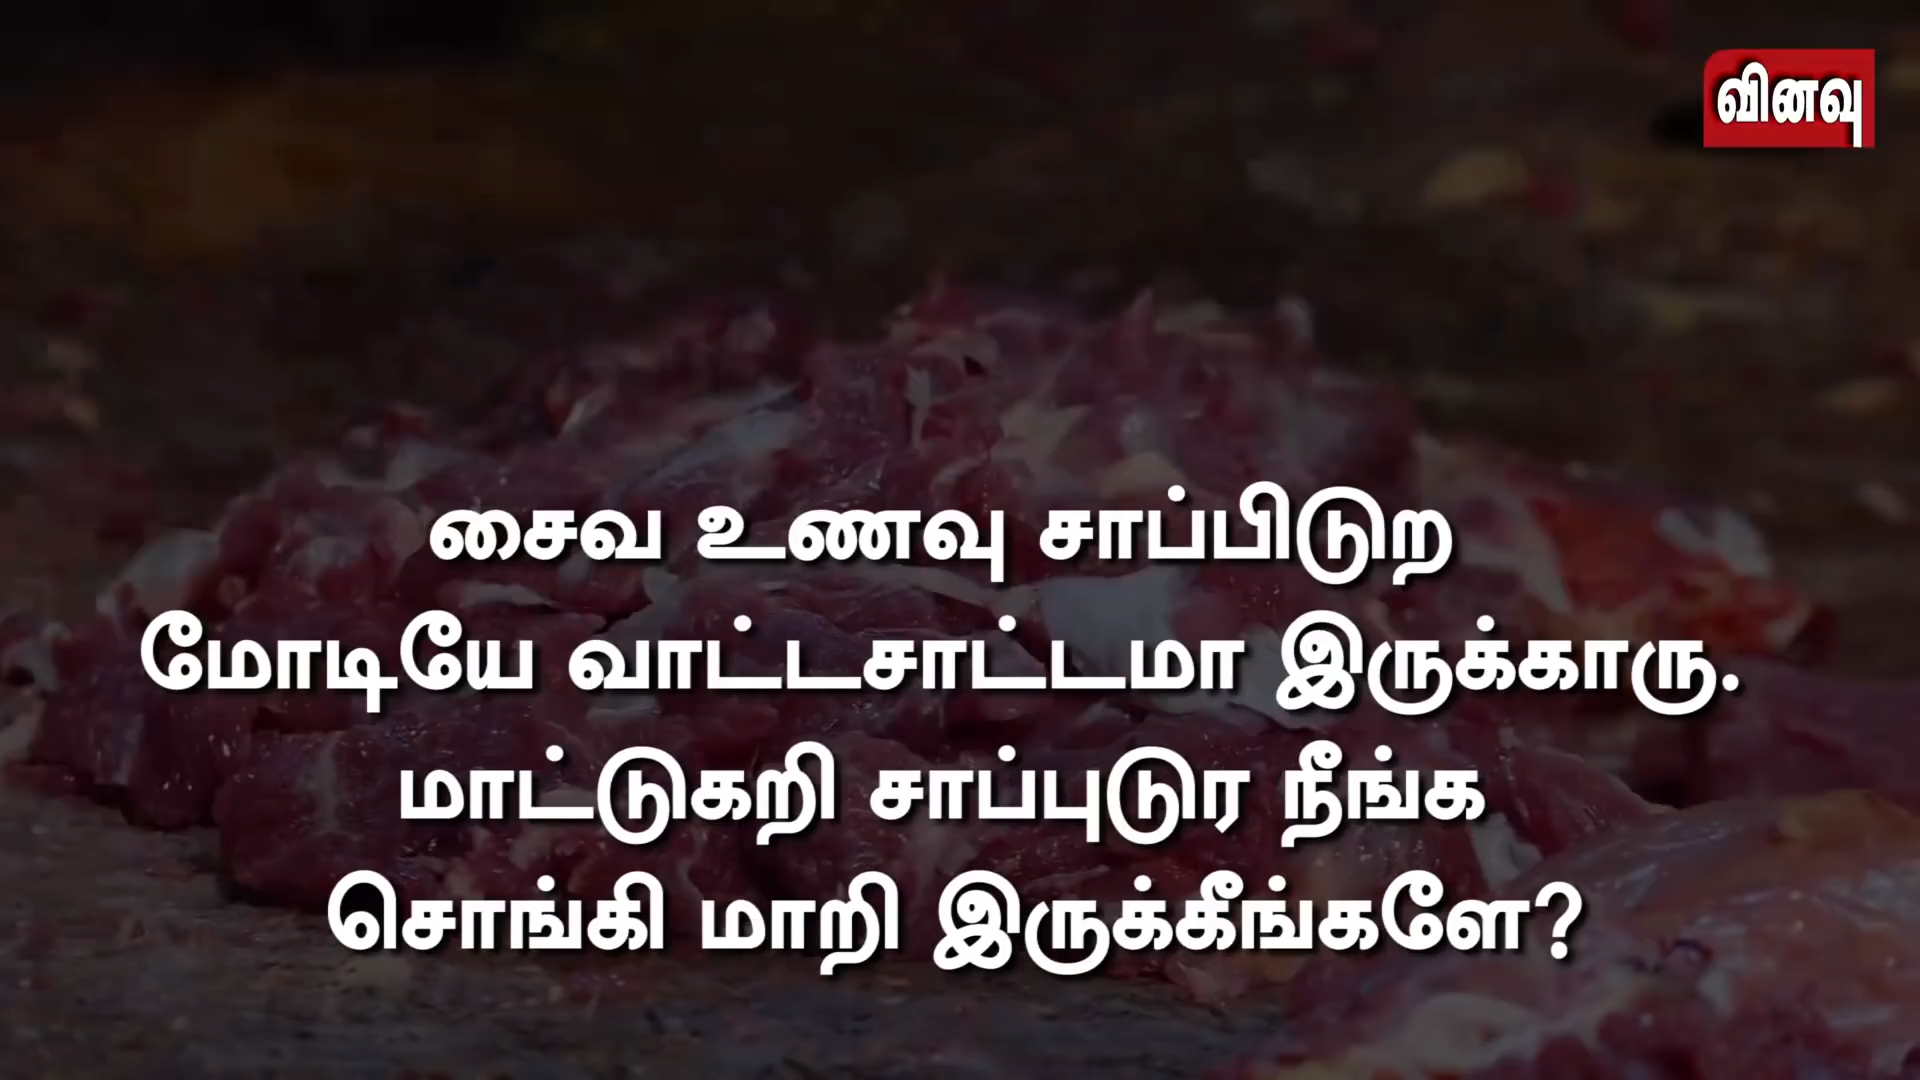 வினவு
சைவ உணவு சாப்பிடுற
மோடியே வாட்டசாட்டமா இருக்காரு.
மாட்டுகறி சாப்புடுர நீங்க
சொங்கி மாறி இருக்கீங்களே?